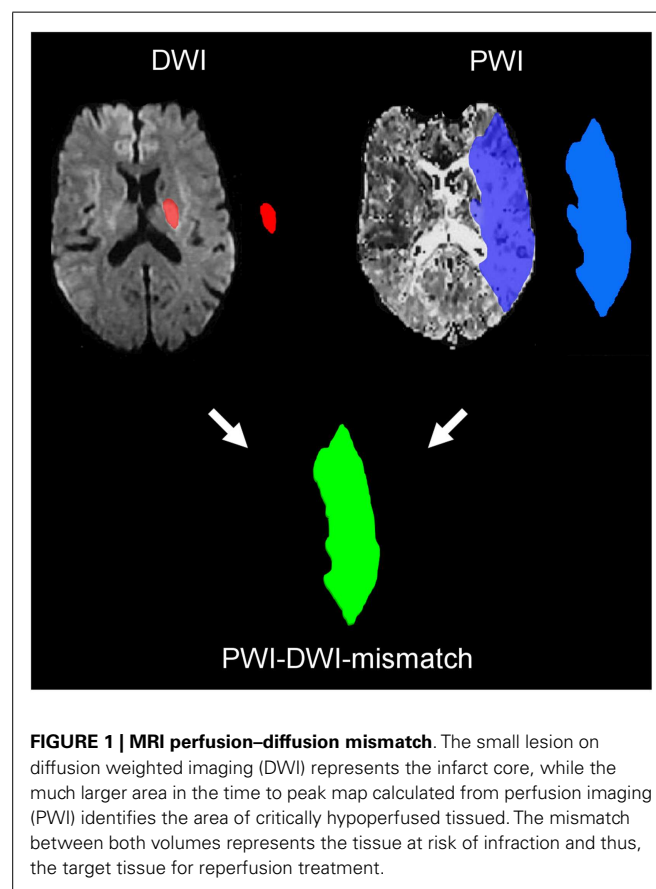 DWI
PWI
PWI-DWI-mismatch
FIGURE 1 | MRI perfusion–diffusion mismatch. The small lesion on
diffusion weighted imaging (DWI) represents the infarct core, while the
much larger area in the time to peak map calculated from perfusion imaging
(PWI) identifies the area of critically hypoperfused tissued. The mismatch
between both volumes represents the tissue at risk of infraction and thus,
the target tissue for reperfusion treatment.